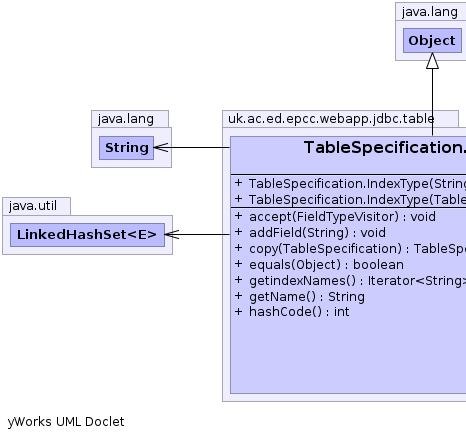 java.lang
Object
java.lang
String
uk.ac.ed.epcc.webapp.jdbc.table
TableSpecification.
+ TableSpecification.IndexType(String
+ TableSpecification.IndexType(Table
+ accept(FieldTypeVisitor) : void
+ addField(String) : void
+ copy(TableSpecification) : TableSpe
+ equals(Object) : boolean
+ getindexNames() : Iterator<String>
+ getName() : String
+ hashCode() : int
java.util
LinkedHashSet<E>
yWorks UML Doclet